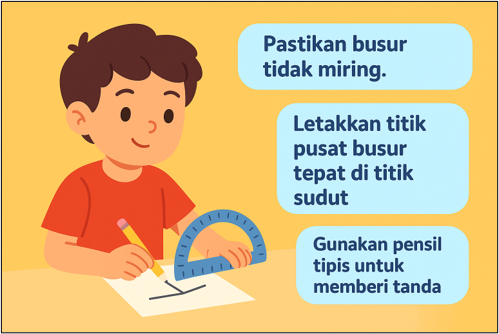 Pastikan busur
tidak miring.
Letakkan titik
pusat busur
tepat di titik
sudut
Gunakan pensil
tipis untuk
memberi tanda